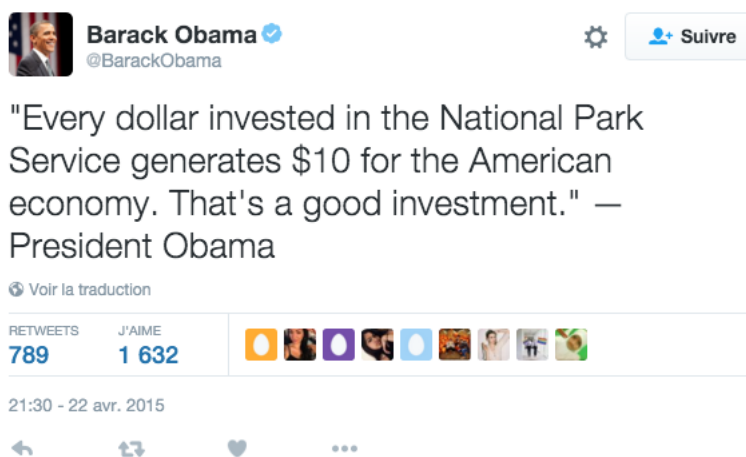 Barack Obama
@BarackObama
Suivre
"Every dollar invested in the National Park
Service generates $10 for the American
economy. That's a good investment." —
President Obama
Voir la traduction
RETWEETS J'AIME
789 1 632
21:30 - 22 avr. 2015